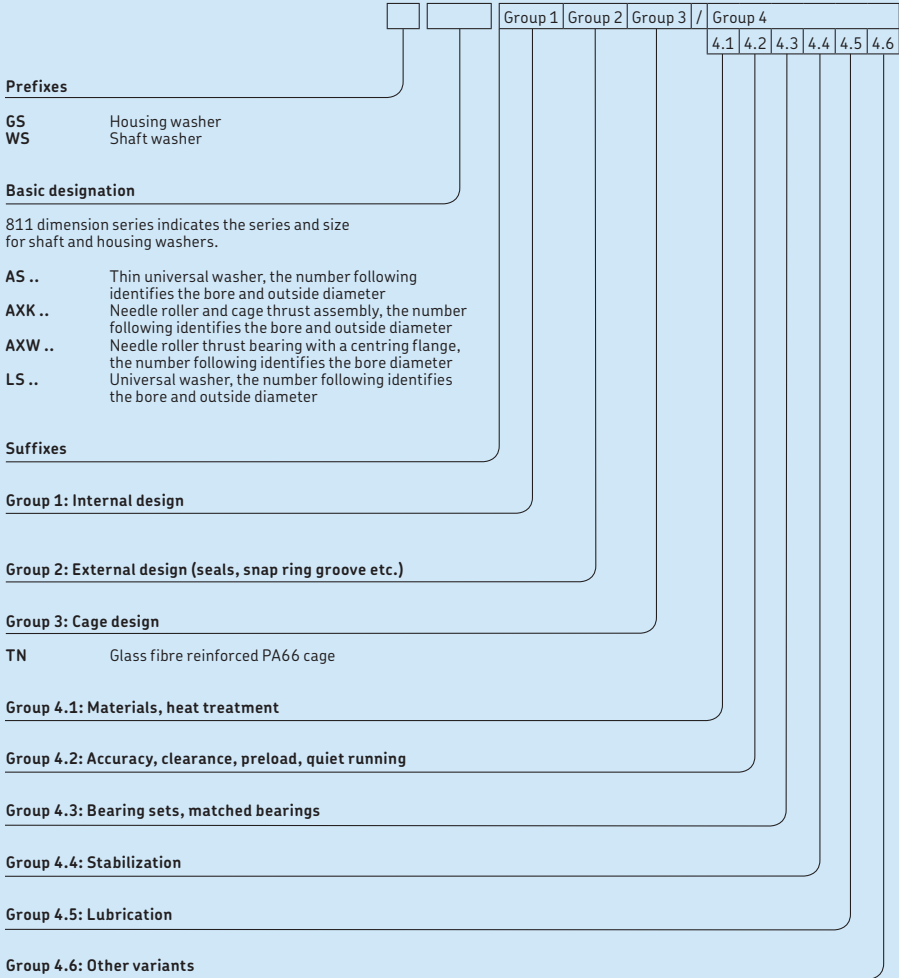 Group 1 Group 2 Group 3 / Group 4
4.1 4.2 4.3 4.4 4.5 4.6
Prefixes
GS Housing washer
WS Shaft washer
Basic designation
811 dimension series indicates the series and size
for shaft and housing washers.
AS .. Thin universal washer, the number following
identifies the bore and outside diameter
AXK .. Needle roller and cage thrust assembly, the number
following identifies the bore and outside diameter
AXW .. Needle roller thrust bearing with a centring flange,
the number following identifies the bore diameter
LS .. Universal washer, the number following identifies
the bore and outside diameter
Suffixes
Group 1: Internal design
Group 2: External design (seals, snap ring groove etc.)
Group 3: Cage design
TN Glass fibre reinforced PA66 cage
Group 4.1: Materials, heat treatment
Group 4.2: Accuracy, clearance, preload, quiet running
Group 4.3: Bearing sets, matched bearings
Group 4.4: Stabilization
Group 4.5: Lubrication
Group 4.6: Other variants